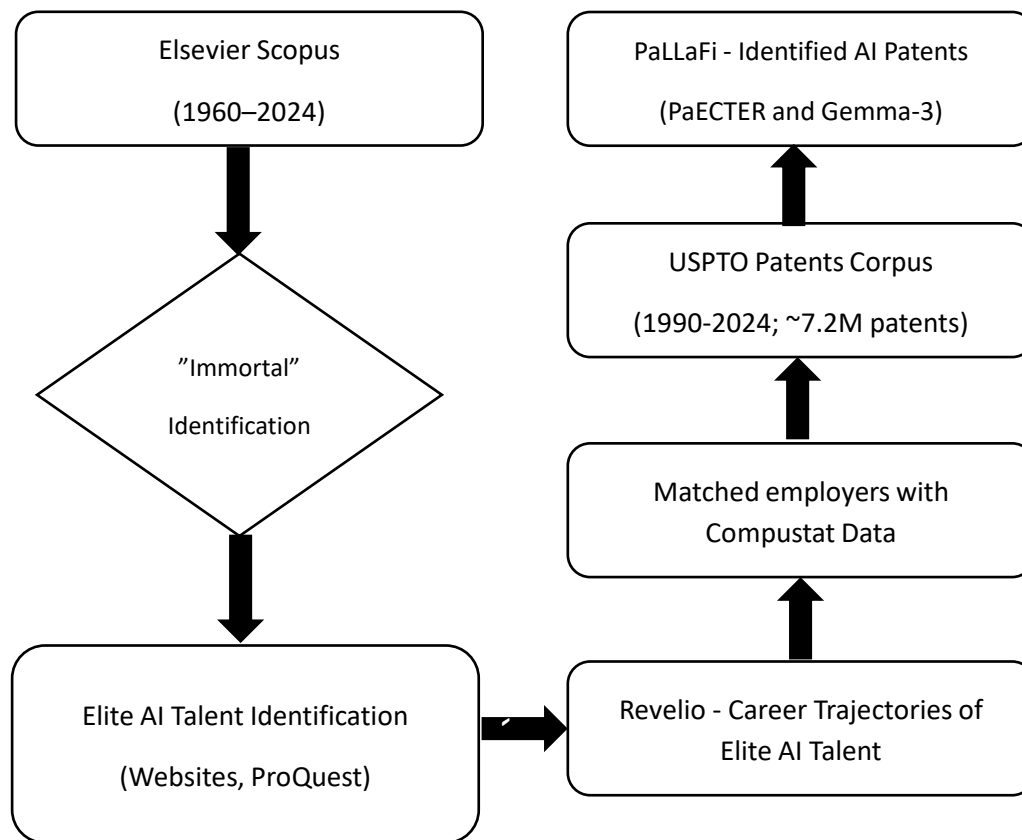 Elsevier Scopus
(1960–2024)
”Immortal”
Identification
Elite AI Talent Identification
(Websites, ProQuest)
Revelio - Career Trajectories of
Elite AI Talent
Matched employers with
Compustat Data
USPTO Patents Corpus
(1990-2024; ~7.2M patents)
PaLLaFi - Identified AI Patents
(PaECTER and Gemma-3)